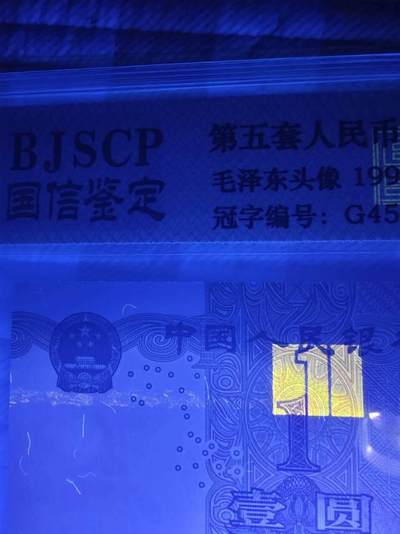 BJSCP
国信鉴定
第五套人民币
毛泽东头像 199
冠字编号: G45
中国人民银
1
壹圆